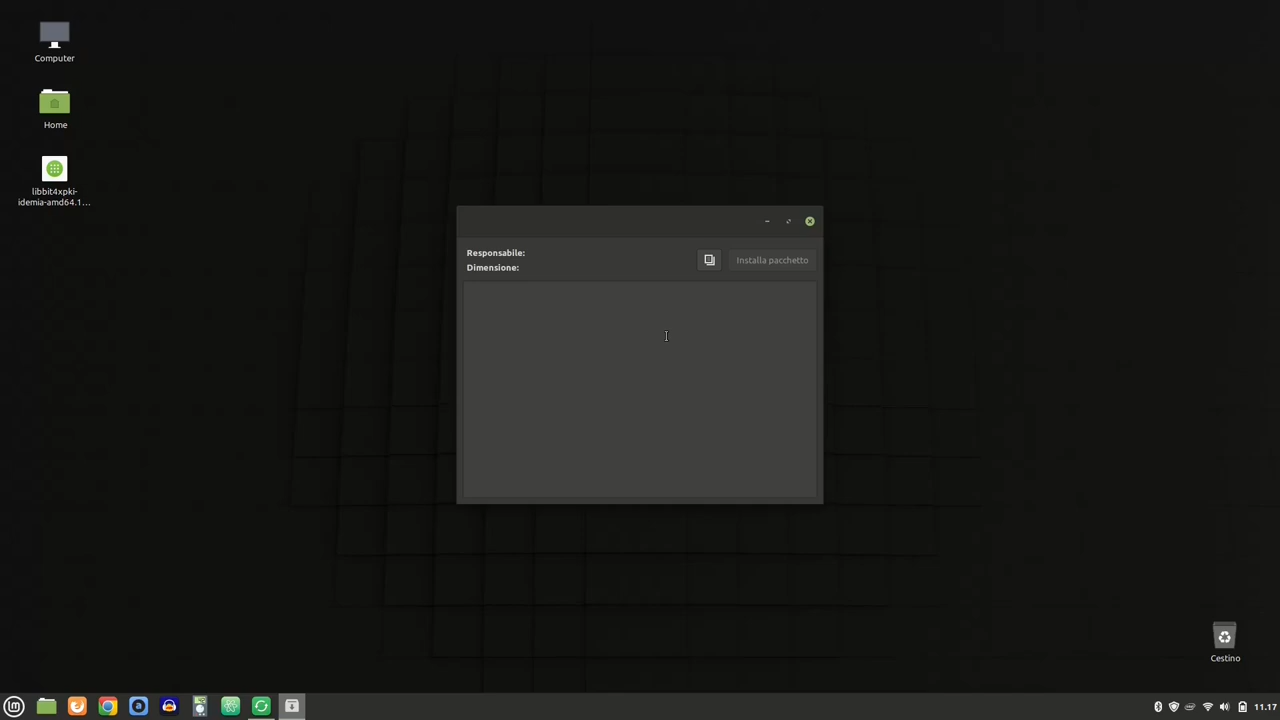 Computer
Home
libbit4xpki-
idemia-amd64.1...
Responsabile:
Dimensione:
Installa pacchetto
Cestino
11.17